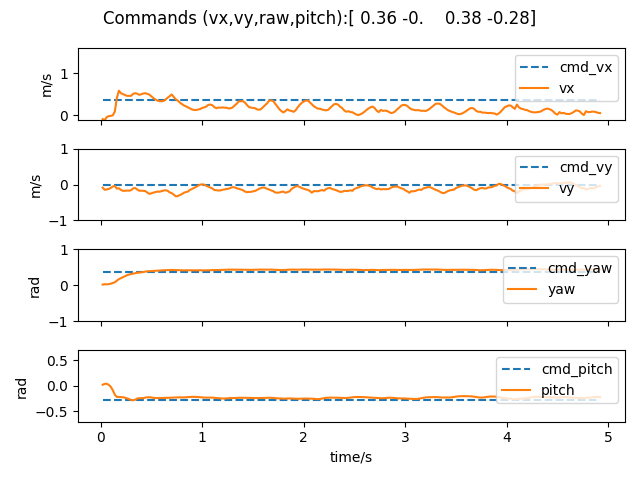 Commands (vx,vy,raw,pitch):[ 0.36 -0. 0.38 -0.28]
m/s
1
0
cmd_vx
vx
m/s
1
0
−1
cmd_vy
vy
rad
1
0
−1
cmd_yaw
yaw
rad
0.5
0.0
−0.5
cmd_pitch
pitch
0 1 2 3 4 5
time/s